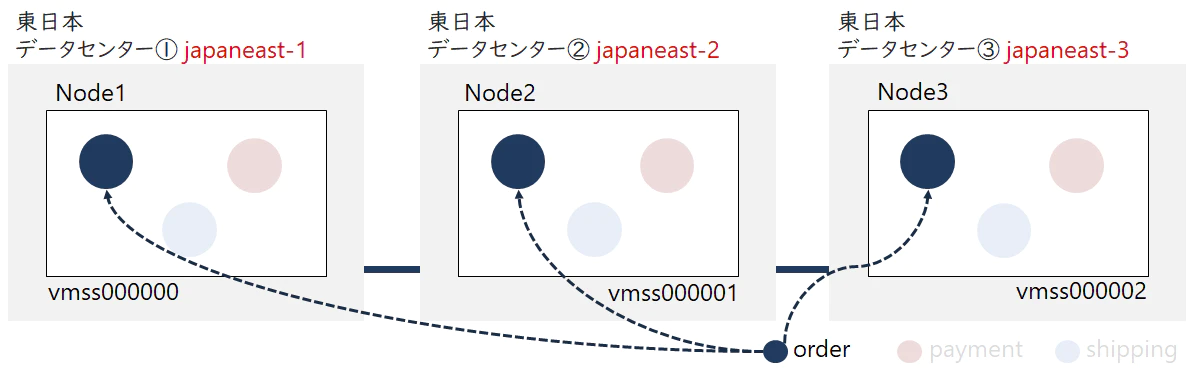 東日本
データセンター① japaneast-1
Node1
vmss000000
東日本
データセンター② japaneast-2
Node2
vmss000001
東日本
データセンター③ japaneast-3
Node3
vmss000002
order
payment
shipping